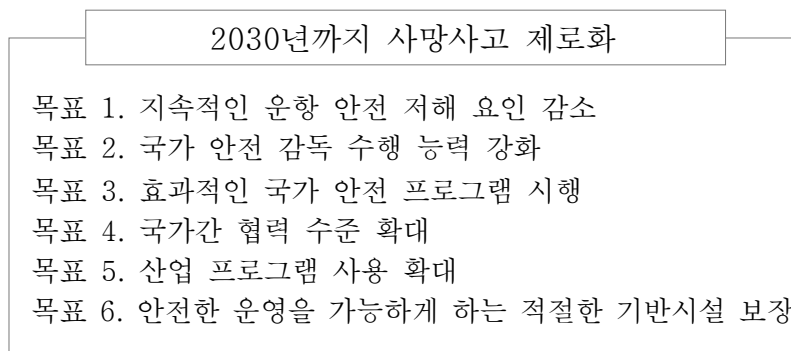 2030년까지 사망사고 제로화
목표 1. 지속적인 운항 안전 저해 요인 감소
목표 2. 국가 안전 감독 수행 능력 강화
목표 3. 효과적인 국가 안전 프로그램 시행
목표 4. 국가간 협력 수준 확대
목표 5. 산업 프로그램 사용 확대
목표 6. 안전한 운영을 가능하게 하는 적절한 기반시설 보장